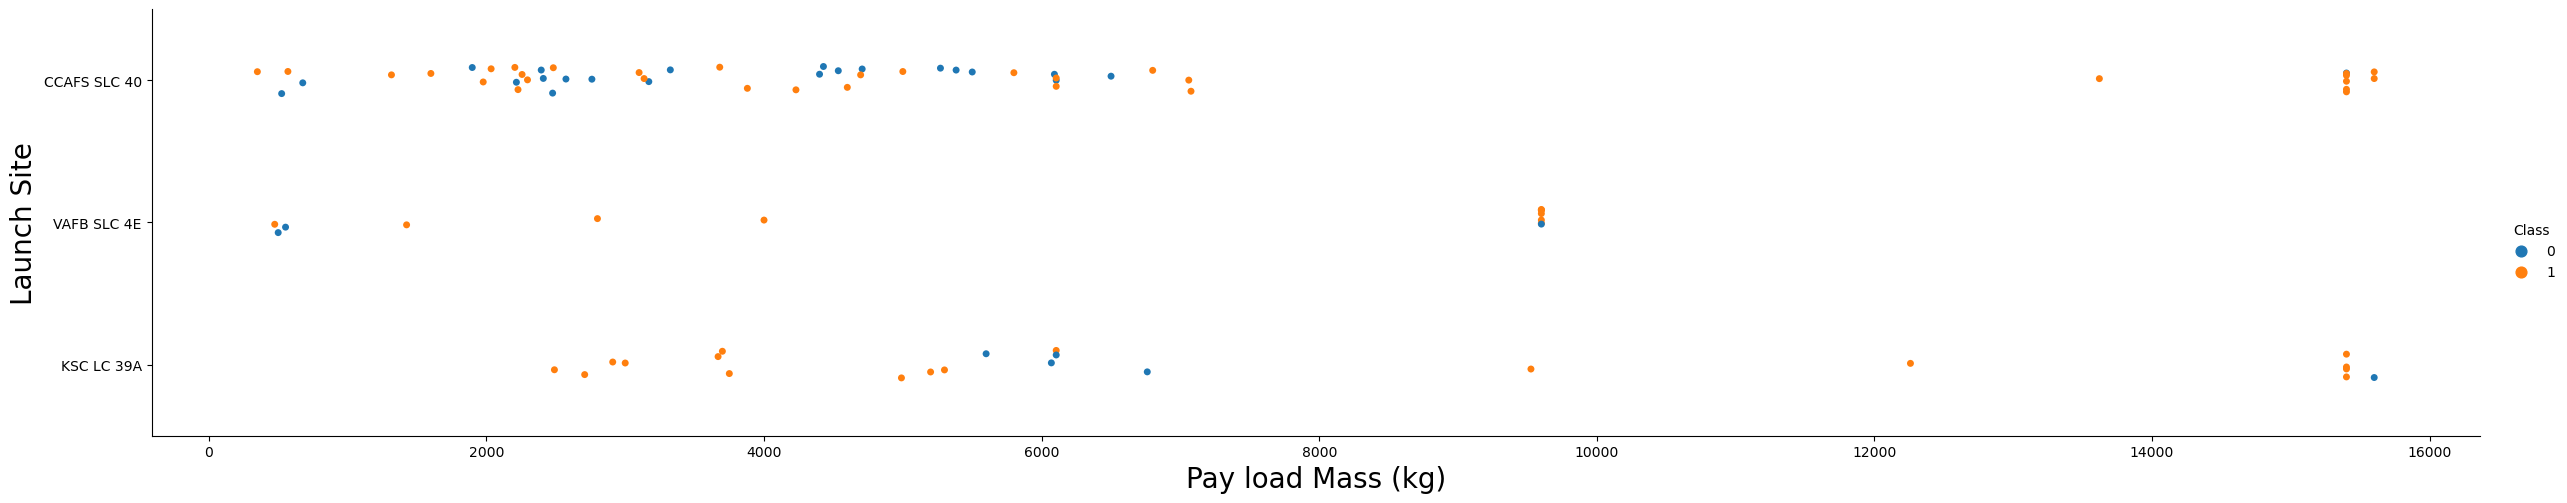 Launch Site
CCAFS SLC 40
VAFB SLC 4E
KSC LC 39A
0 2000 4000 6000 8000 10000 12000 14000 16000
Pay load Mass (kg)
Class
0
1